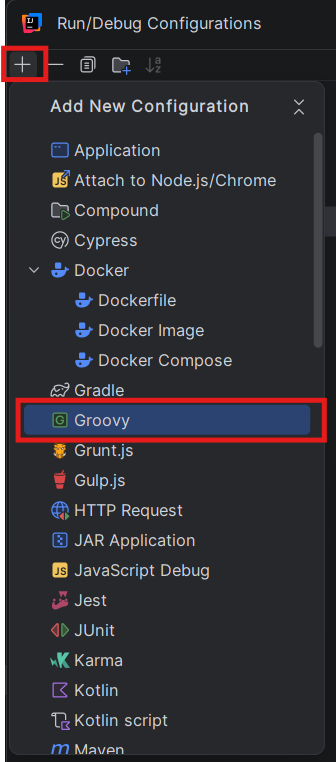 Run/Debug Configurations
Add New Configuration
Application
Attach to Node.js/Chrome
Compound
Cypress
Docker
Dockerfile
Docker Image
Docker Compose
Gradle
Groovy
Grunt.js
Gulp.js
HTTP Request
JAR Application
JavaScript Debug
Jest
JUnit
Karma
Kotlin
Kotlin script
Maven